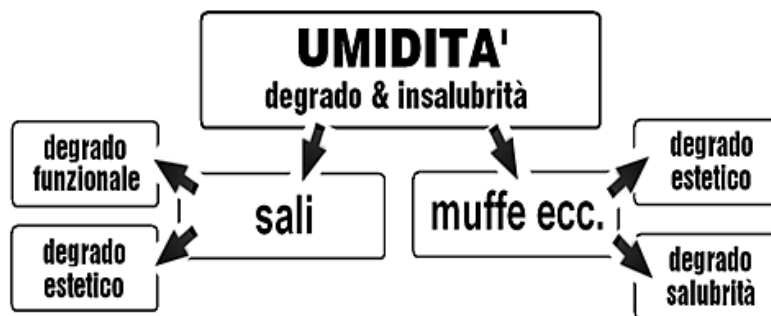 UMIDITA'
degrado & insalubrità
degrado
funzionale
sali
degrado
estetico
muffe ecc.
degrado
estetico
degrado
salubrità